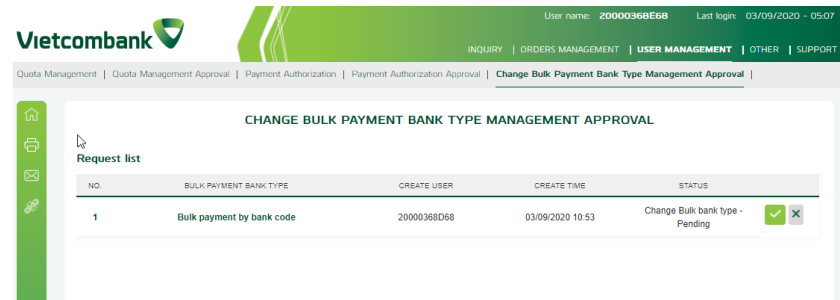 User name: 20000368E68 Last login: 03/09/2020 - 05:07
Vietcombank
INQUIRY | ORDERS MANAGEMENT | USER MANAGEMENT | OTHER | SUPPORT
Quota Management | Quota Management Approval | Payment Authorization | Payment Authorization Approval | Change Bulk Payment Bank Type Management Approval |
CHANGE BULK PAYMENT BANK TYPE MANAGEMENT APPROVAL
Request list
NO. BULK PAYMENT BANK TYPE CREATE USER CREATE TIME STATUS
1 Bulk payment by bank code 20000368D68 03/09/2020 10:53 Change Bulk bank type -
Pending